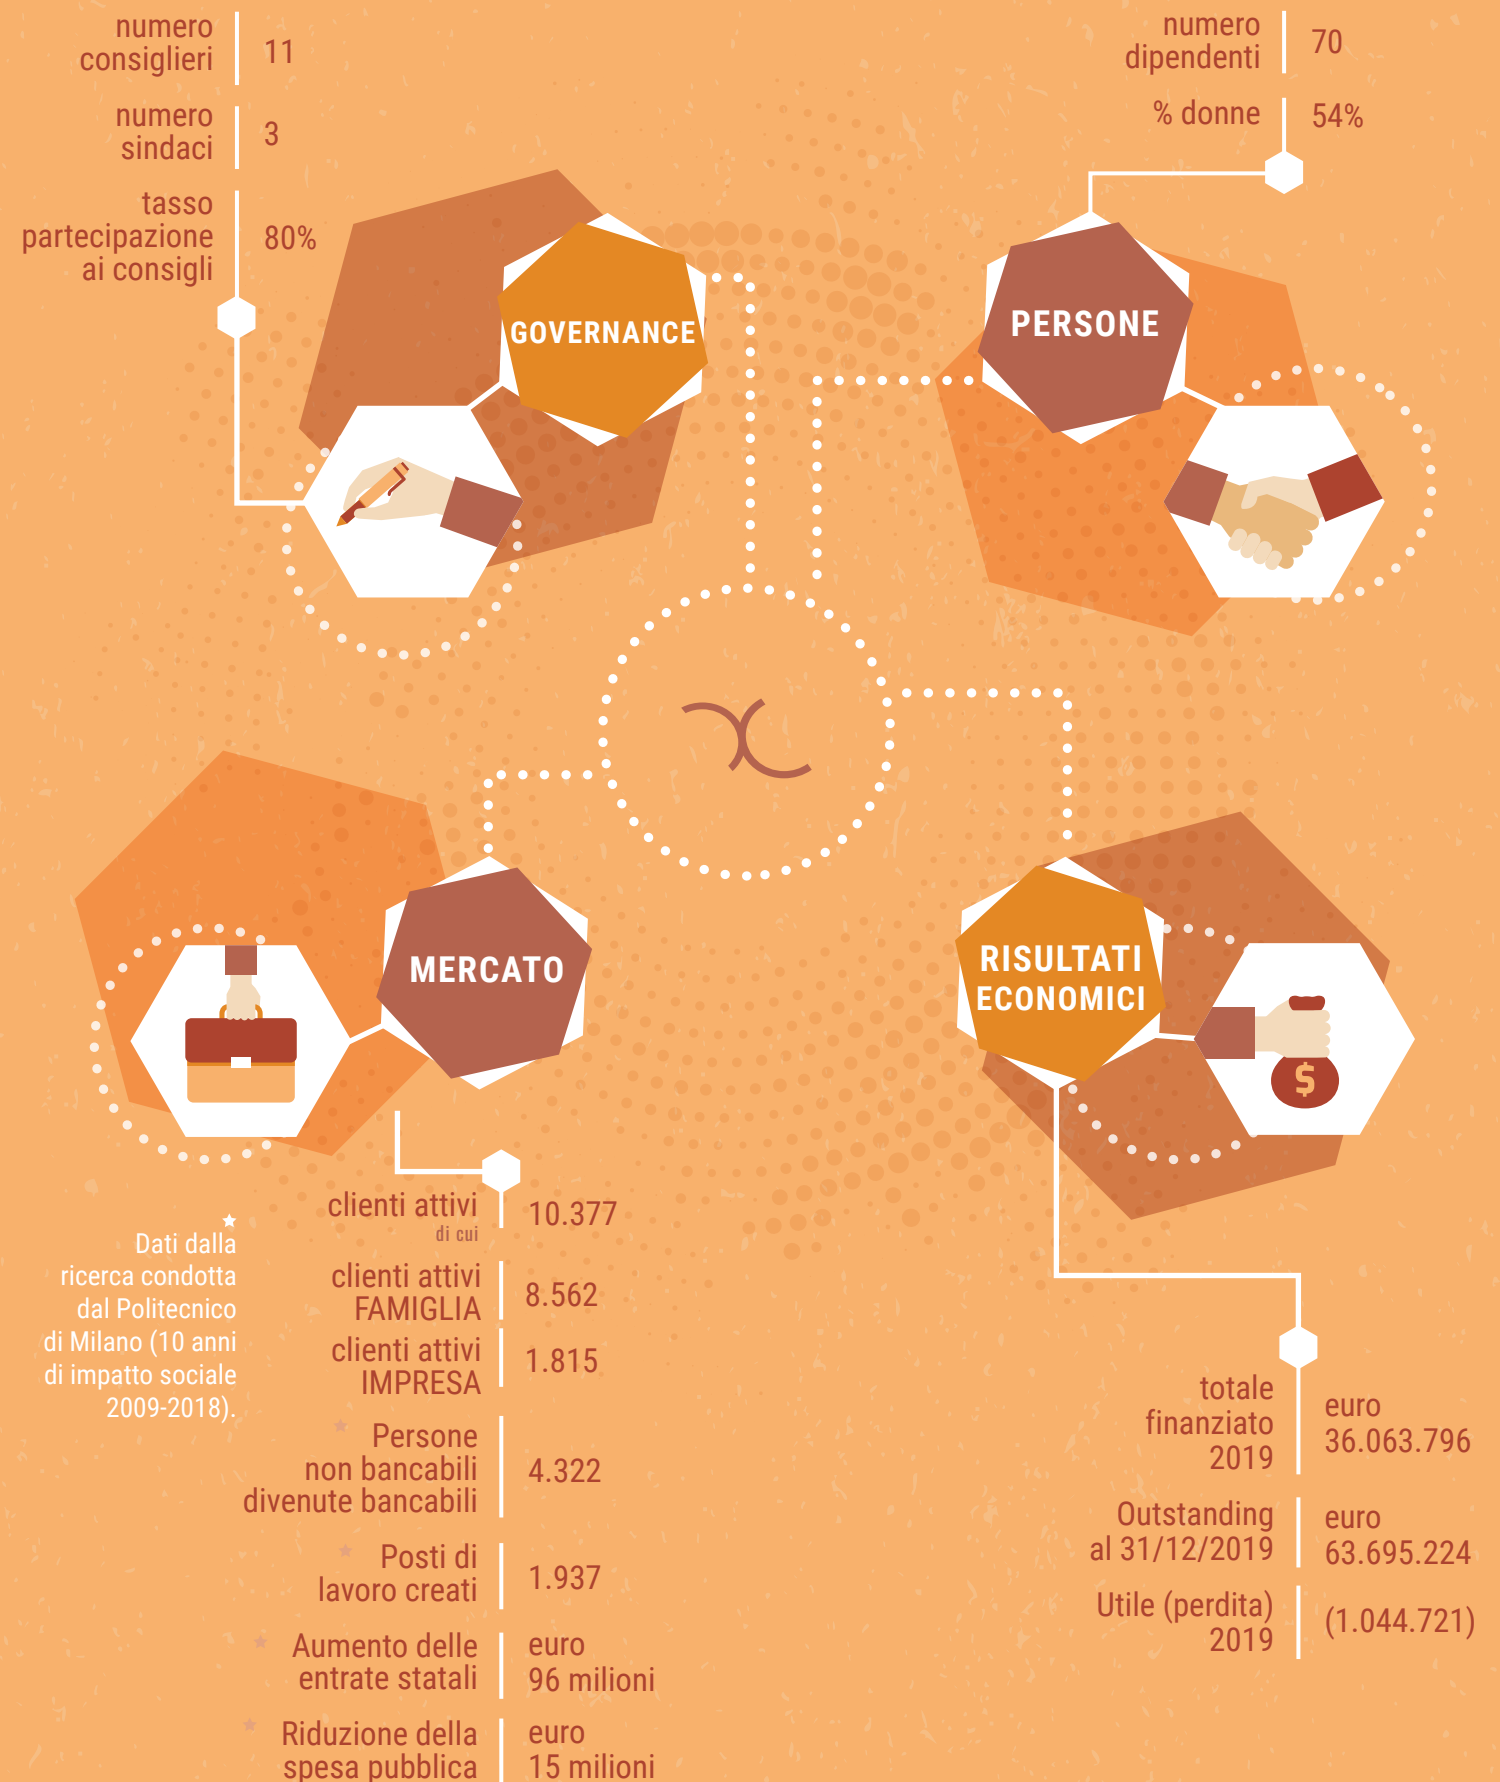 numero
consiglieri
11
numero
sindaci
3
tasso
partecipazione
ai consigli
80%
GOVERNANCE
numero
dipendenti
70
% donne
54%
PERSONE
MERCATO
clienti attivi
di cui
10.377
clienti attivi
FAMIGLIA
8.562
clienti attivi
IMPRESA
1.815
Persone
non bancabili
divenute bancabili
4.322
Posti di
lavoro creati
1.937
Aumento delle
entrate statali
euro
96 milioni
Riduzione della
spesa pubblica
euro
15 milioni
Dati dalla
ricerca condotta
dal Politecnico
di Milano (10 anni
di impatto sociale
2009-2018).
RISULTATI
ECONOMICI
$
totale
finanziato
2019
euro
36.063.796
Outstanding
al 31/12/2019
euro
63.695.224
Utile (perdita)
2019
(1.044.721)